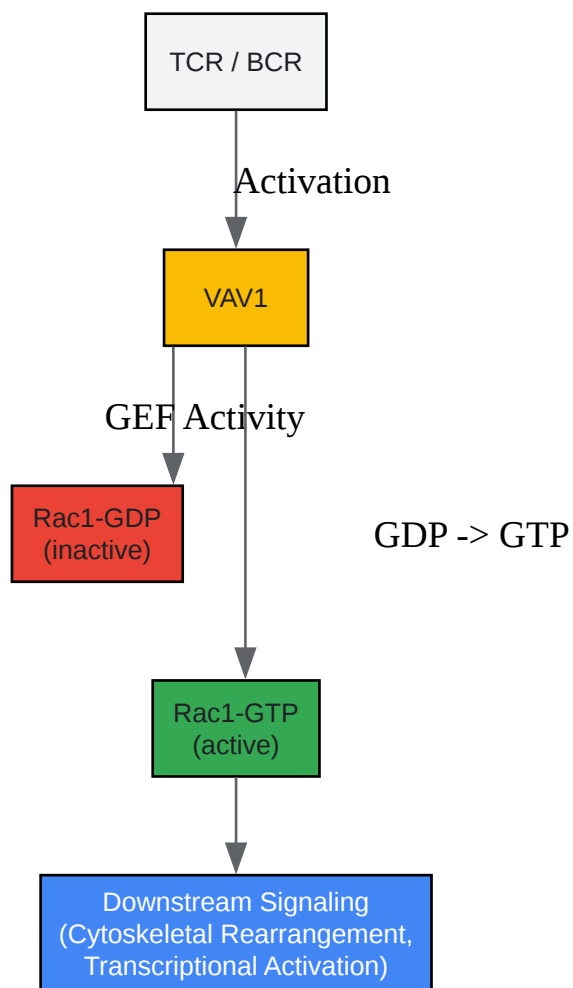 TCR / BCR
Activation
VAV1
GEF Activity
Rac1-GDP
(inactive)
GDP -> GTP
Rac1-GTP
(active)
Downstream Signaling
(Cytoskeletal Rearrangement,
Transcriptional Activation)